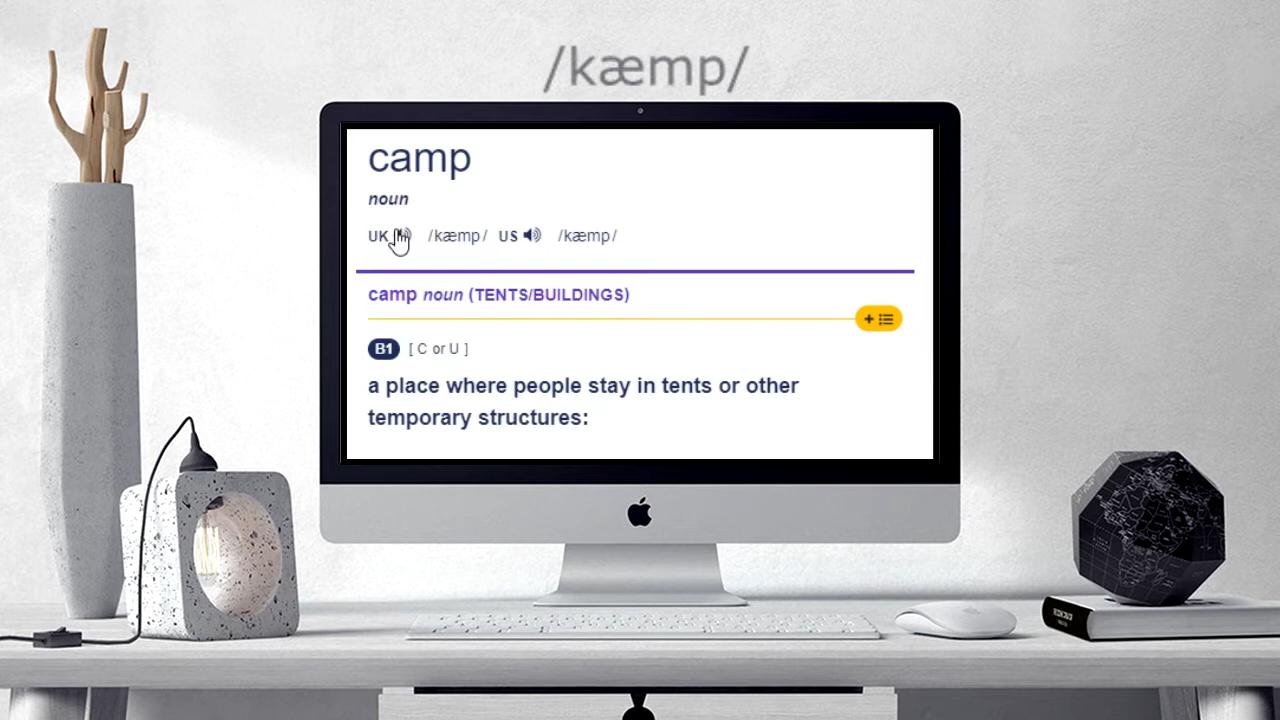 /kæmp/
camp
noun
UK /kæmp/ US /kæmp/
camp noun (TENTS/BUILDINGS)
B1 [ C or U ]
a place where people stay in tents or other
temporary structures: